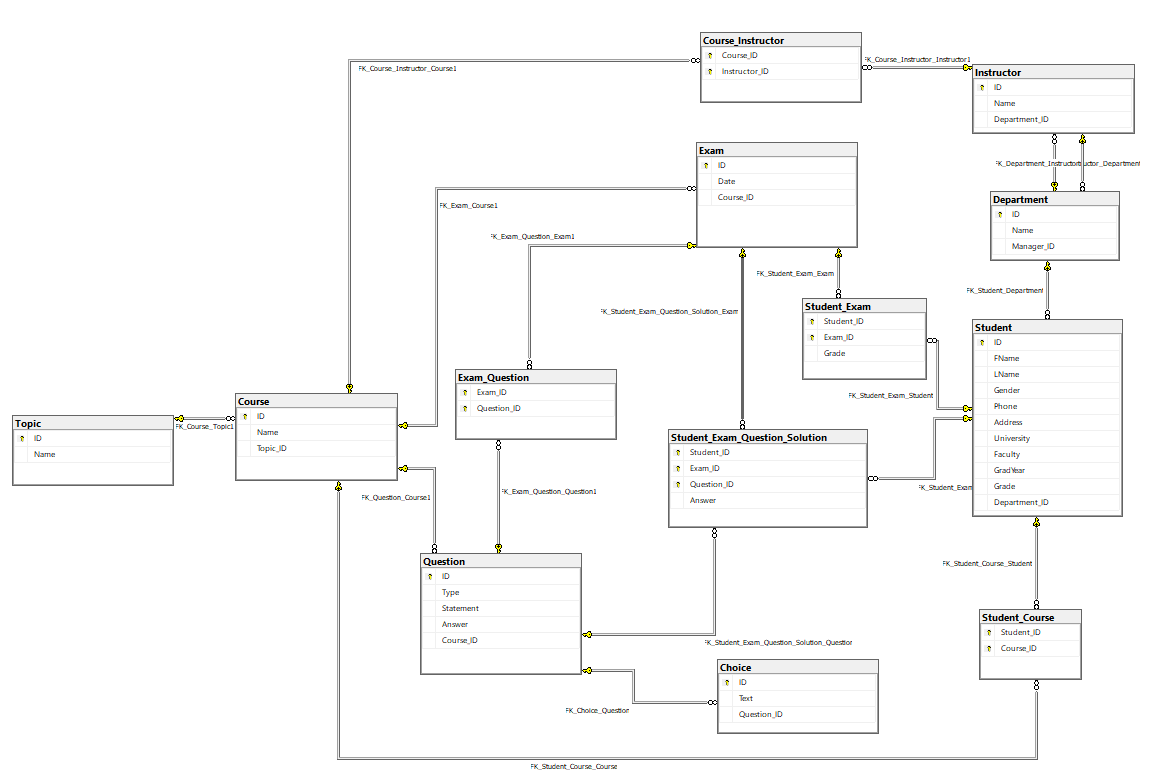 Course_Instructor
Course_ID
Instructor_ID
FK_Course_Instructor_Course1
FK_Course_Instructor_Instructor1
Instructor
ID
Name
Department_ID
Exam
ID
Date
Course_ID
FK_Department_Instructor
ructor_Department
FK_Exam_Course1
Department
ID
Name
Manager_ID
FK_Exam_Question_Exam1
FK_Student_Exam_Exam
FK_Student_Department
FK_Student_Exam_Question_Solution_Exam
Student_Exam
Student_ID
Exam_ID
Grade
Student
ID
FName
LName
Gender
Phone
Address
University
Faculty
GradYear
Grade
Department_ID
FK_Student_Exam_Student
Exam_Question
Exam_ID
Question_ID
Course
ID
Name
Topic_ID
Topic
ID
Name
FK_Course_Topic1
Student_Exam_Question_Solution
Student_ID
Exam_ID
Question_ID
Answer
FK_Student_Exam
FK_Question_Course1
FK_Exam_Question_Question1
Question
ID
Type
Statement
Answer
Course_ID
FK_Student_Course_Student
Student_Course
Student_ID
Course_ID
FK_Student_Exam_Question_Solution_Question
Choice
ID
Text
Question_ID
FK_Choice_Question
FK_Student_Course_Course